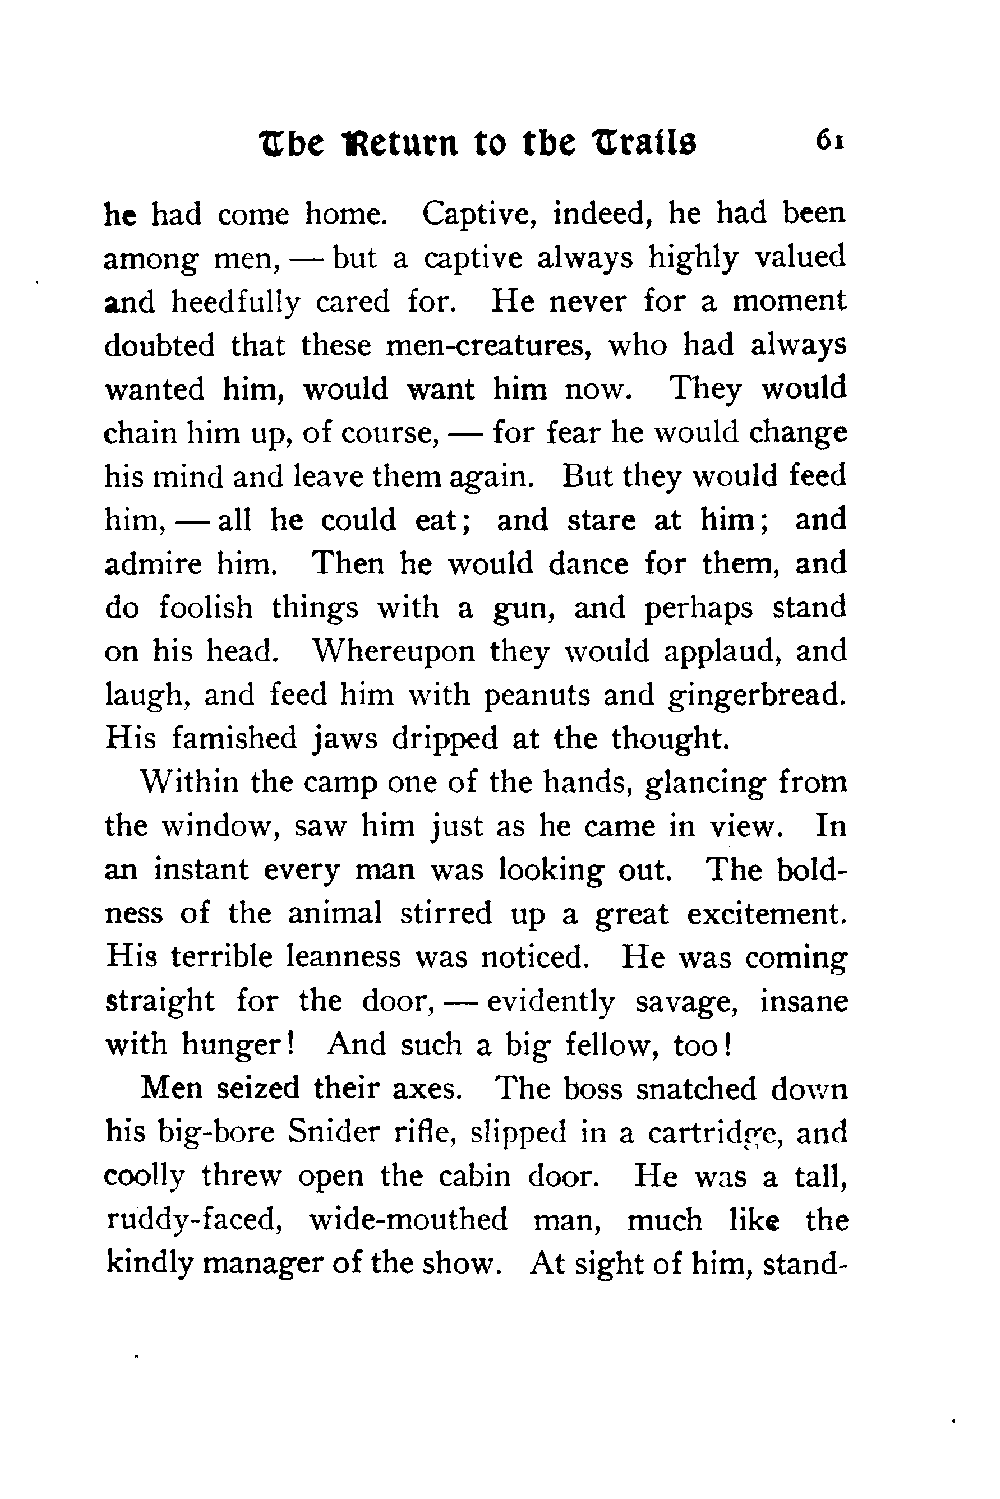 The Return to the Trails 61
he had come home. Captive, indeed, he had been
among men, — but a captive always highly valued
and heedfully cared for. He never for a moment
doubted that these men-creatures, who had always
wanted him, would want him now. They would
chain him up, of course, — for fear he would change
his mind and leave them again. But they would feed
him, — all he could eat; and stare at him; and
admire him. Then he would dance for them, and
do foolish things with a gun, and perhaps stand
on his head. Whereupon they would applaud, and
laugh, and feed him with peanuts and gingerbread.
His famished jaws dripped at the thought.
Within the camp one of the hands, glancing from
the window, saw him just as he came in view. In
an instant every man was looking out. The bold-
ness of the animal stirred up a great excitement.
His terrible leanness was noticed. He was coming
straight for the door, — evidently savage, insane
with hunger! And such a big fellow, too!
Men seized their axes. The boss snatched down
his big-bore Snider rifle, slipped in a cartridge, and
coolly threw open the cabin door. He was a tall,
ruddy-faced, wide-mouthed man, much like the
kindly manager of the show. At sight of him, stand-